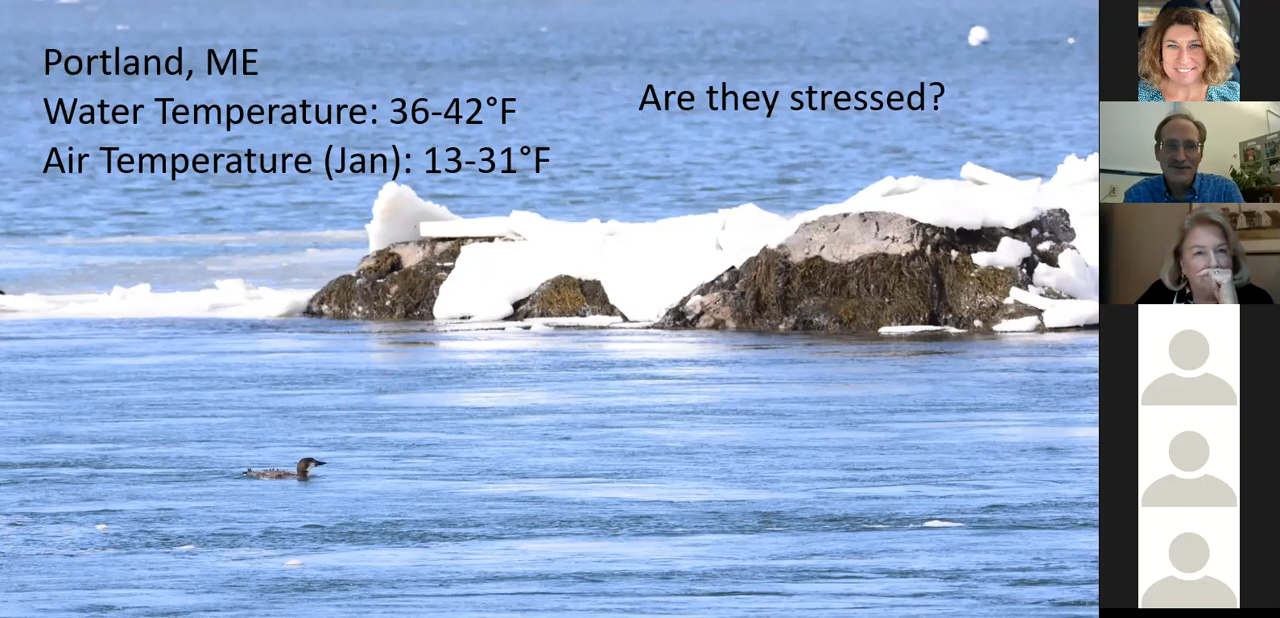 Portland, ME
Water Temperature: 36-42°F
Air Temperature (Jan): 13-31°F
Are they stressed?